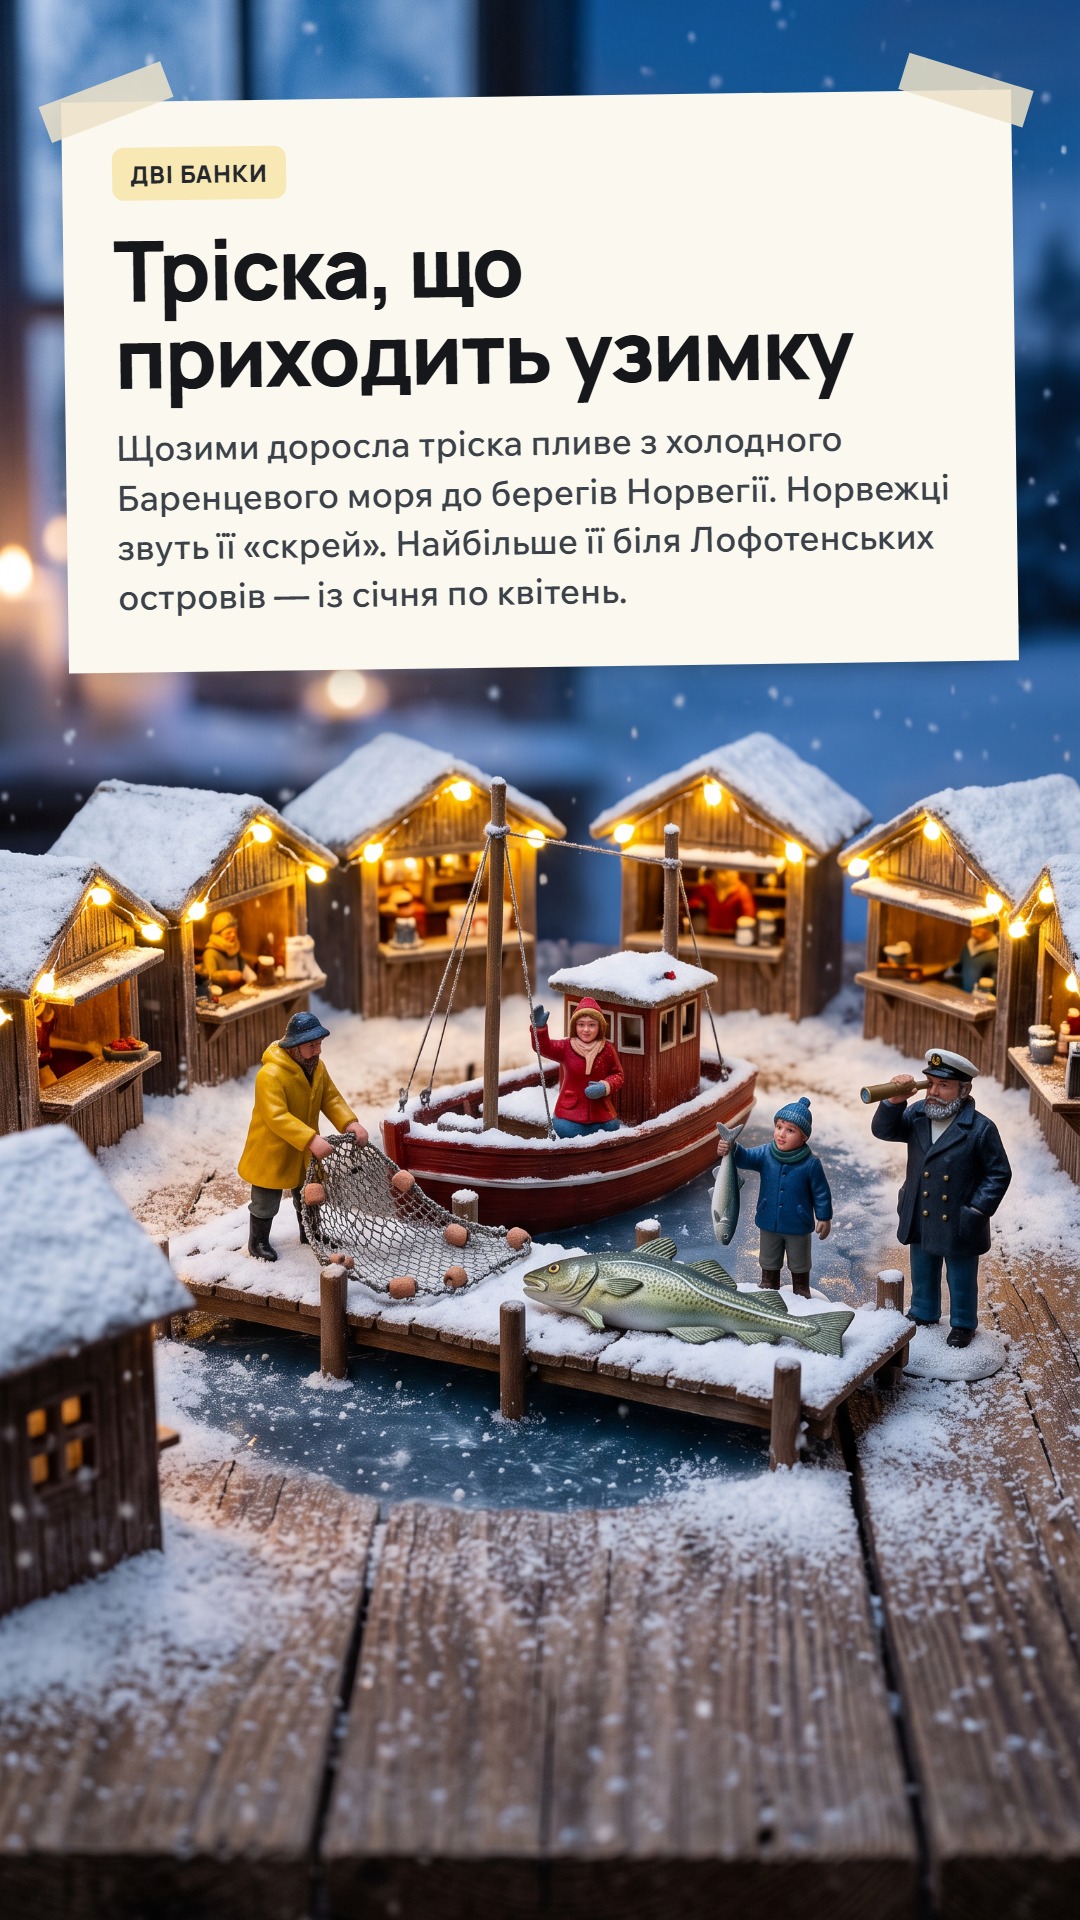 ДВІ БАНКИ
Тріска, що
приходить узимку
Щозими доросла тріска пливе з холодного
Баренцевого моря до берегів Норвегії. Норвежці
звуть її «скрей». Найбільше її біля Лофотенських
островів — із січня по квітень.